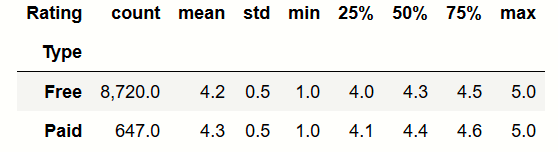 Rating count mean std min 25% 50% 75% max
Type
Free 8,720.0 4.2 0.5 1.0 4.0 4.3 4.5 5.0
Paid 647.0 4.3 0.5 1.0 4.1 4.4 4.6 5.0